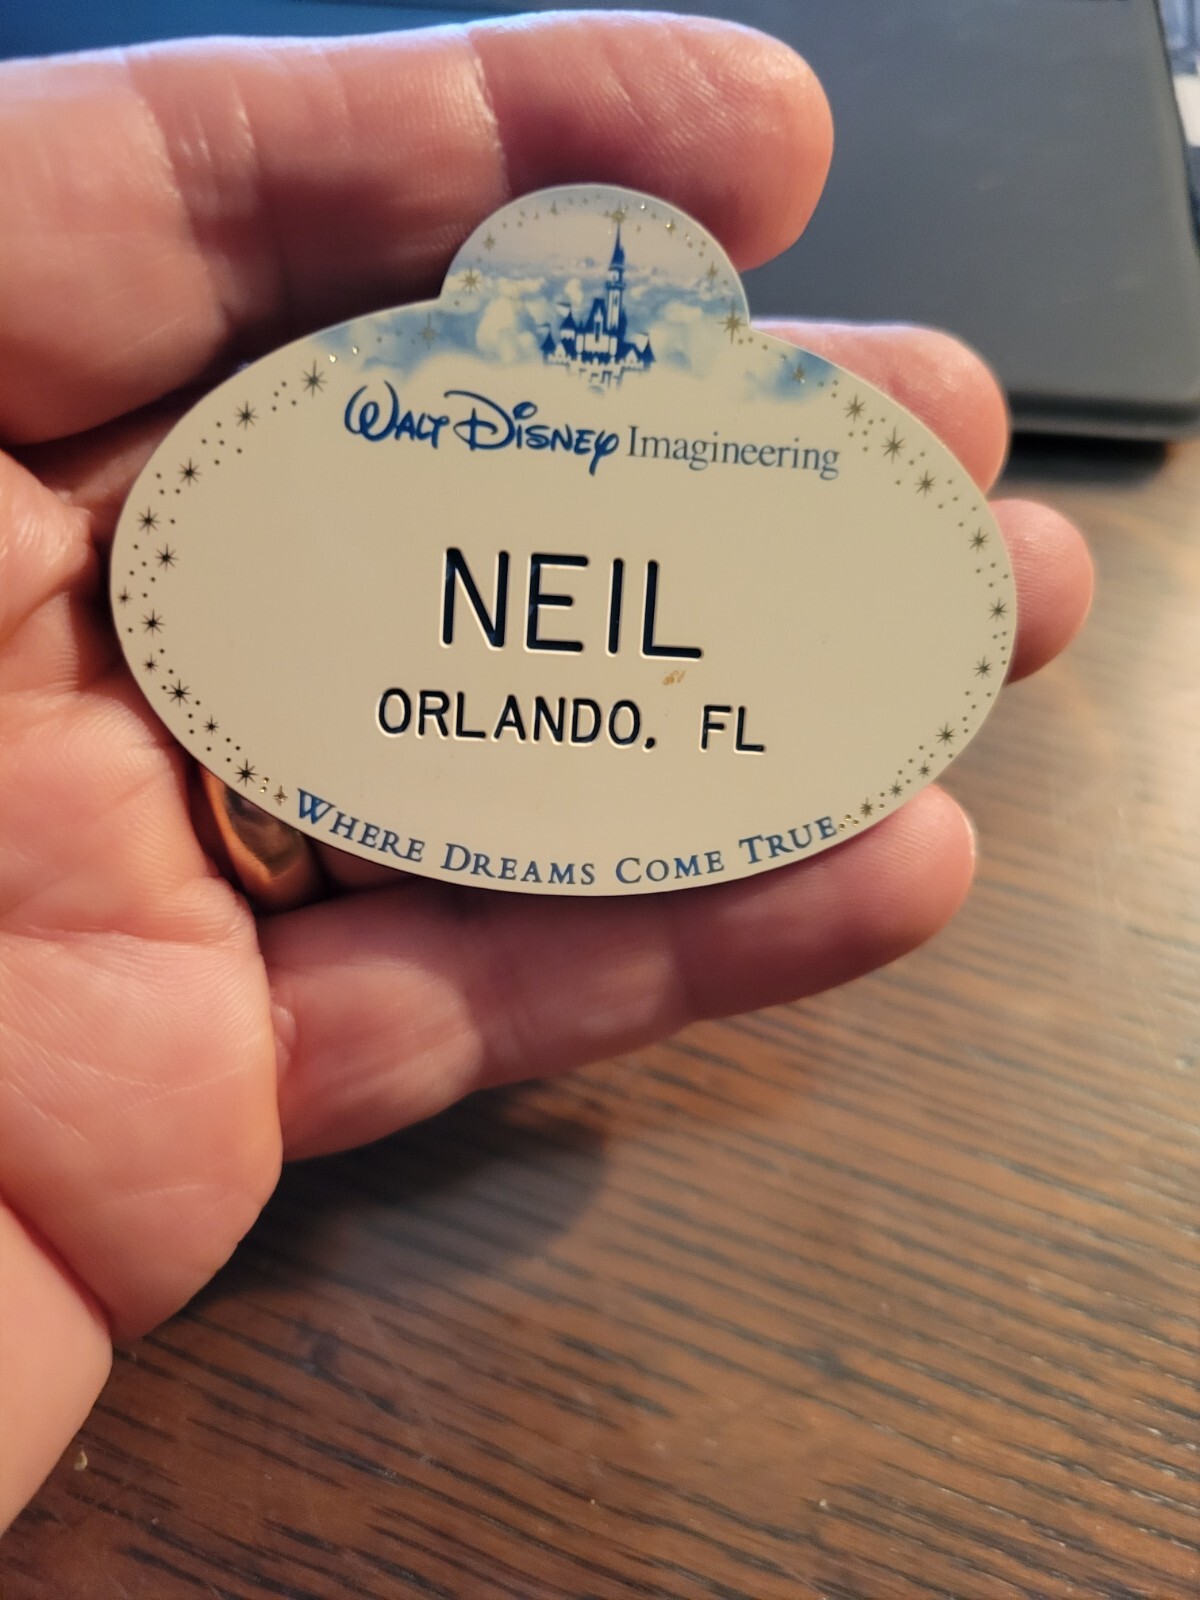 WALT DISNEY Imagineering
NEIL
ORLANDO, FL
WHERE DREAMS COME TRUE